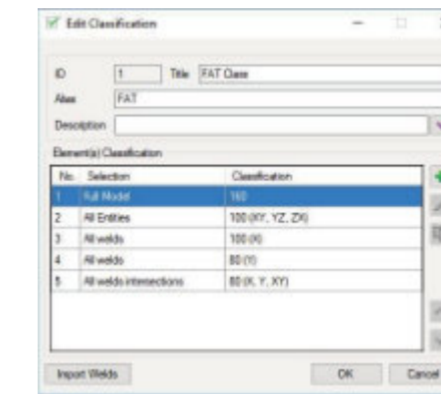 Edit Classification
ID 1 Title FAT Class
Alias FAT
Description
Element(s) Classification
No. Selection Classification
1 Full Model 160
2 All Entities 100 (XY, YZ, ZX)
3 All welds 100 (X)
4 All welds 80 (Y)
5 All welds intersections 80 (X, Y, XY)
Import Welds OK Cancel